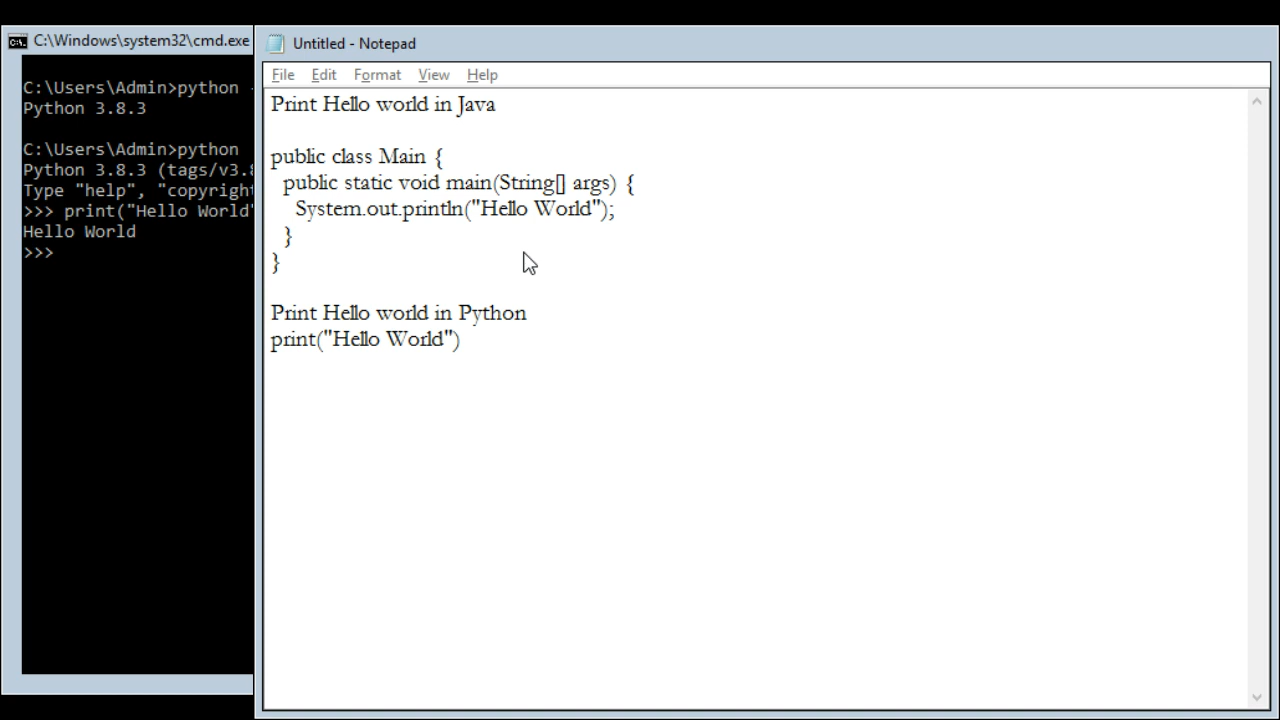 C:\Windows\system32\cmd.exe
C:\Users\Admin>python
Python 3.8.3
C:\Users\Admin>python
Python 3.8.3 (tags/v3.8
Type "help", "copyright
>>> print("Hello World"
Hello World
>>>
Untitled - Notepad
File Edit Format View Help
Print Hello world in Java
public class Main {
public static void main(String[] args) {
System.out.println("Hello World");
}
}
Print Hello world in Python
print("Hello World")